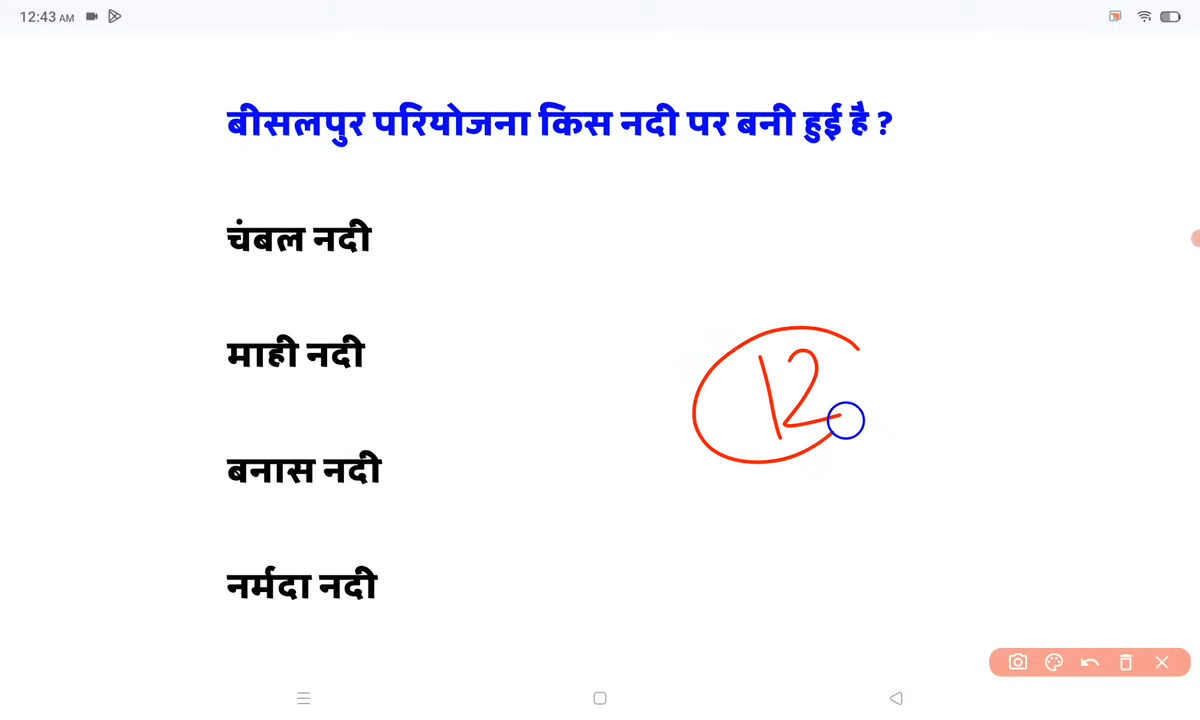 12:43 AM
बीसलपुर परियोजना किस नदी पर बनी हुई है ?
चंबल नदी
माही नदी
12
बनास नदी
नर्मदा नदी